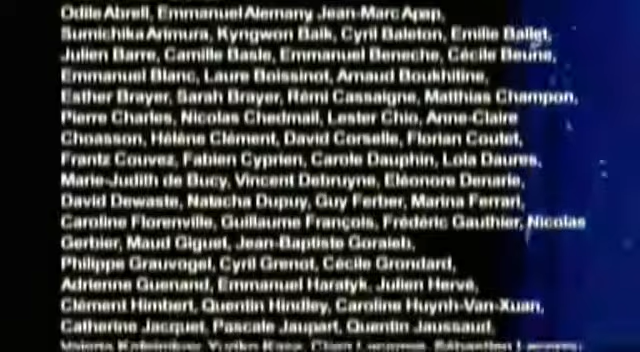 Odile Abrell, Emmanuel Alemany, Jean-Marc Apap,
Sumichika Arimura, Kyngwon Baik, Cyril Baleton, Emilie Ballet,
Julien Barre, Camille Basle, Emmanuel Bereche, Cécile
Emmanuel Blanc, Laure Boissinot, Arnaud Boukhitine,
Esther Brayer, Sarah Brayer, Rémi Cassaigne, Matthias Champon,
Pierre Charles, Nicolas Chedmail, Lester Chio, Anne-Claire
Chosson, Hélène Clément, David Corselle, Florian Coutet,
Frantz Couvez, Fabien Cyprien, Carole Dauphin, Lola Daures,
Marie-Judith de Bucy, Vincent Debruyne, Eléonore
David Dewaste, Natacha Dupuy, Guy Ferber, Marina Ferrari,
Caroline Florenville, Guillaume François, Frédéric Gauthier, Nicolas
Gerbier, Maud Giguet, Jean-Baptiste
Philippe Grauvogel, Cyril Grenot, Cécile Grondard,
Adrienne Guenand, Emmanuel Haratyk, Julien Hervé,
Clément Himbert, Quentin Hindley, Caroline Huynh-Van-Xuan,
Catherine Jacquet, Pascale Jaupart, Quentin Jaussaud,